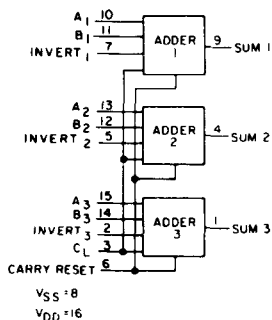 A1 10
B1 11
INVERT1 7
ADDER 1
9 SUM 1
A2 13
B2 12
INVERT2 5
ADDER 2
4 SUM 2
A3 15
B3 14
INVERT3 2
CL 3
ADDER 3
1 SUM 3
CARRY RESET 6
VSS = 8
VDD = 16